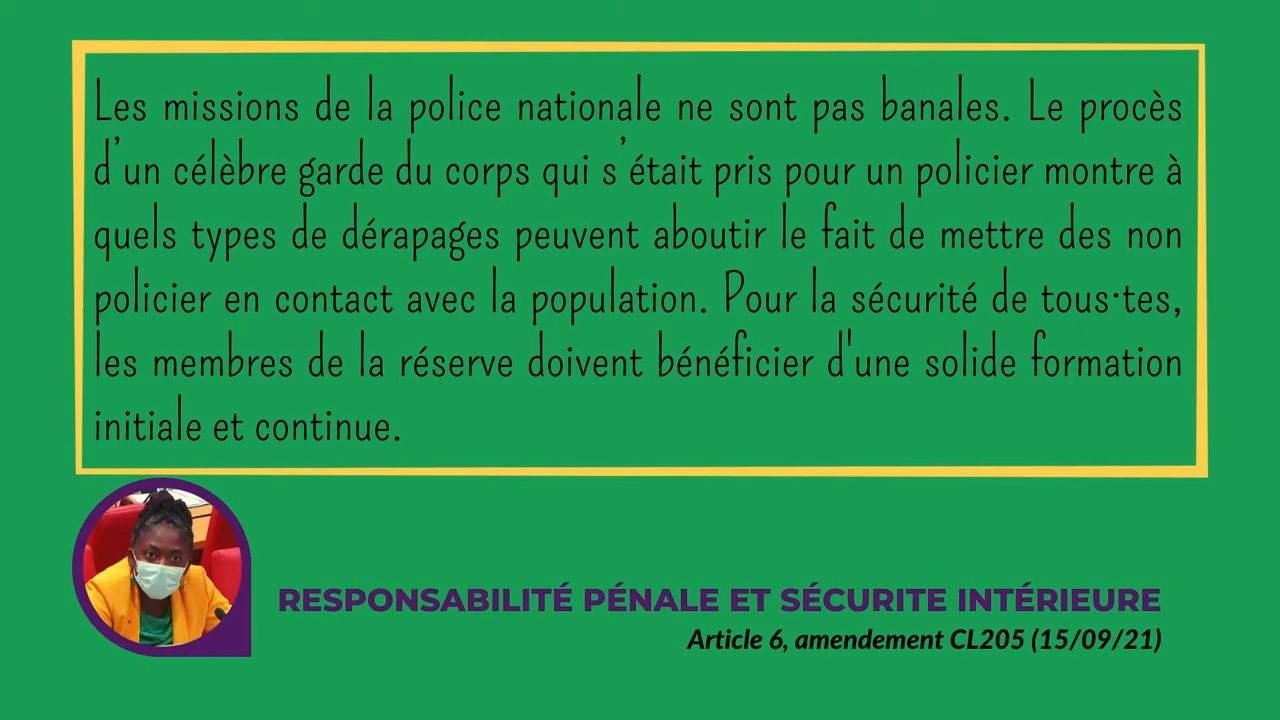 Les missions de la police nationale ne sont pas banales. Le procès
d’un célèbre garde du corps qui s’était pris pour un policier montre à
quels types de dérapages peuvent aboutir le fait de mettre des non
policier en contact avec la population. Pour la sécurité de tous·tes,
les membres de la réserve doivent bénéficier d'une solide formation
initiale et continue.
RESPONSABILITÉ PÉNALE ET SÉCURITE INTÉRIEURE
Article 6, amendement CL205 (15/09/21)